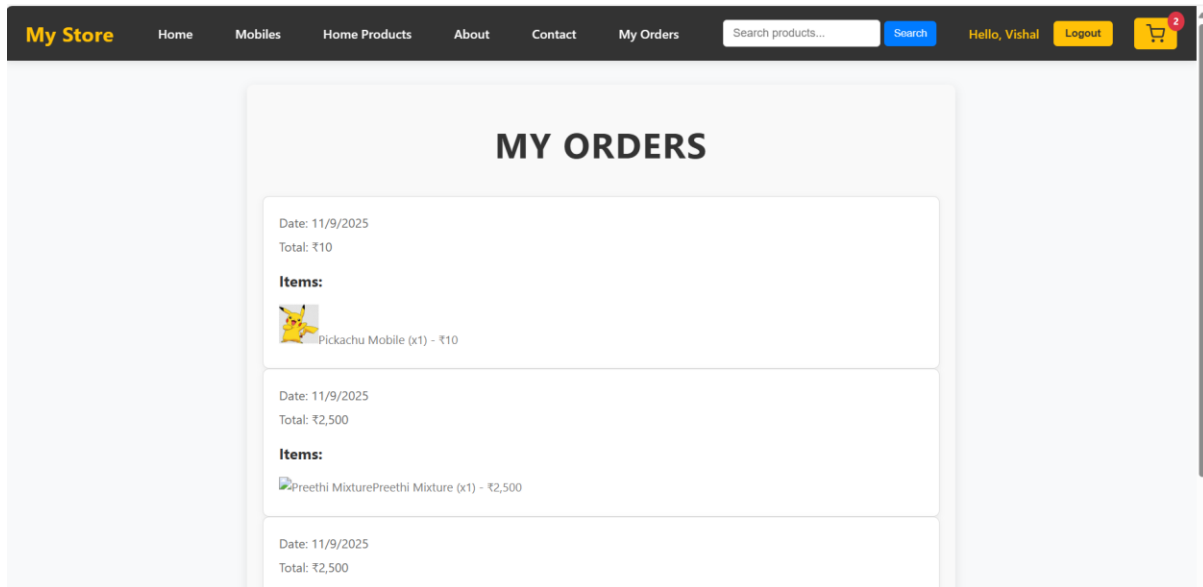 My Store Home Mobiles Home Products About Contact My Orders Search products... Search Hello, Vishal Logout 2
MY ORDERS
Date: 11/9/2025
Total: ₹10
Items:
Pickachu Mobile (x1) - ₹10
Date: 11/9/2025
Total: ₹2,500
Items:
Preethi MixturePreethi Mixture (x1) - ₹2,500
Date: 11/9/2025
Total: ₹2,500